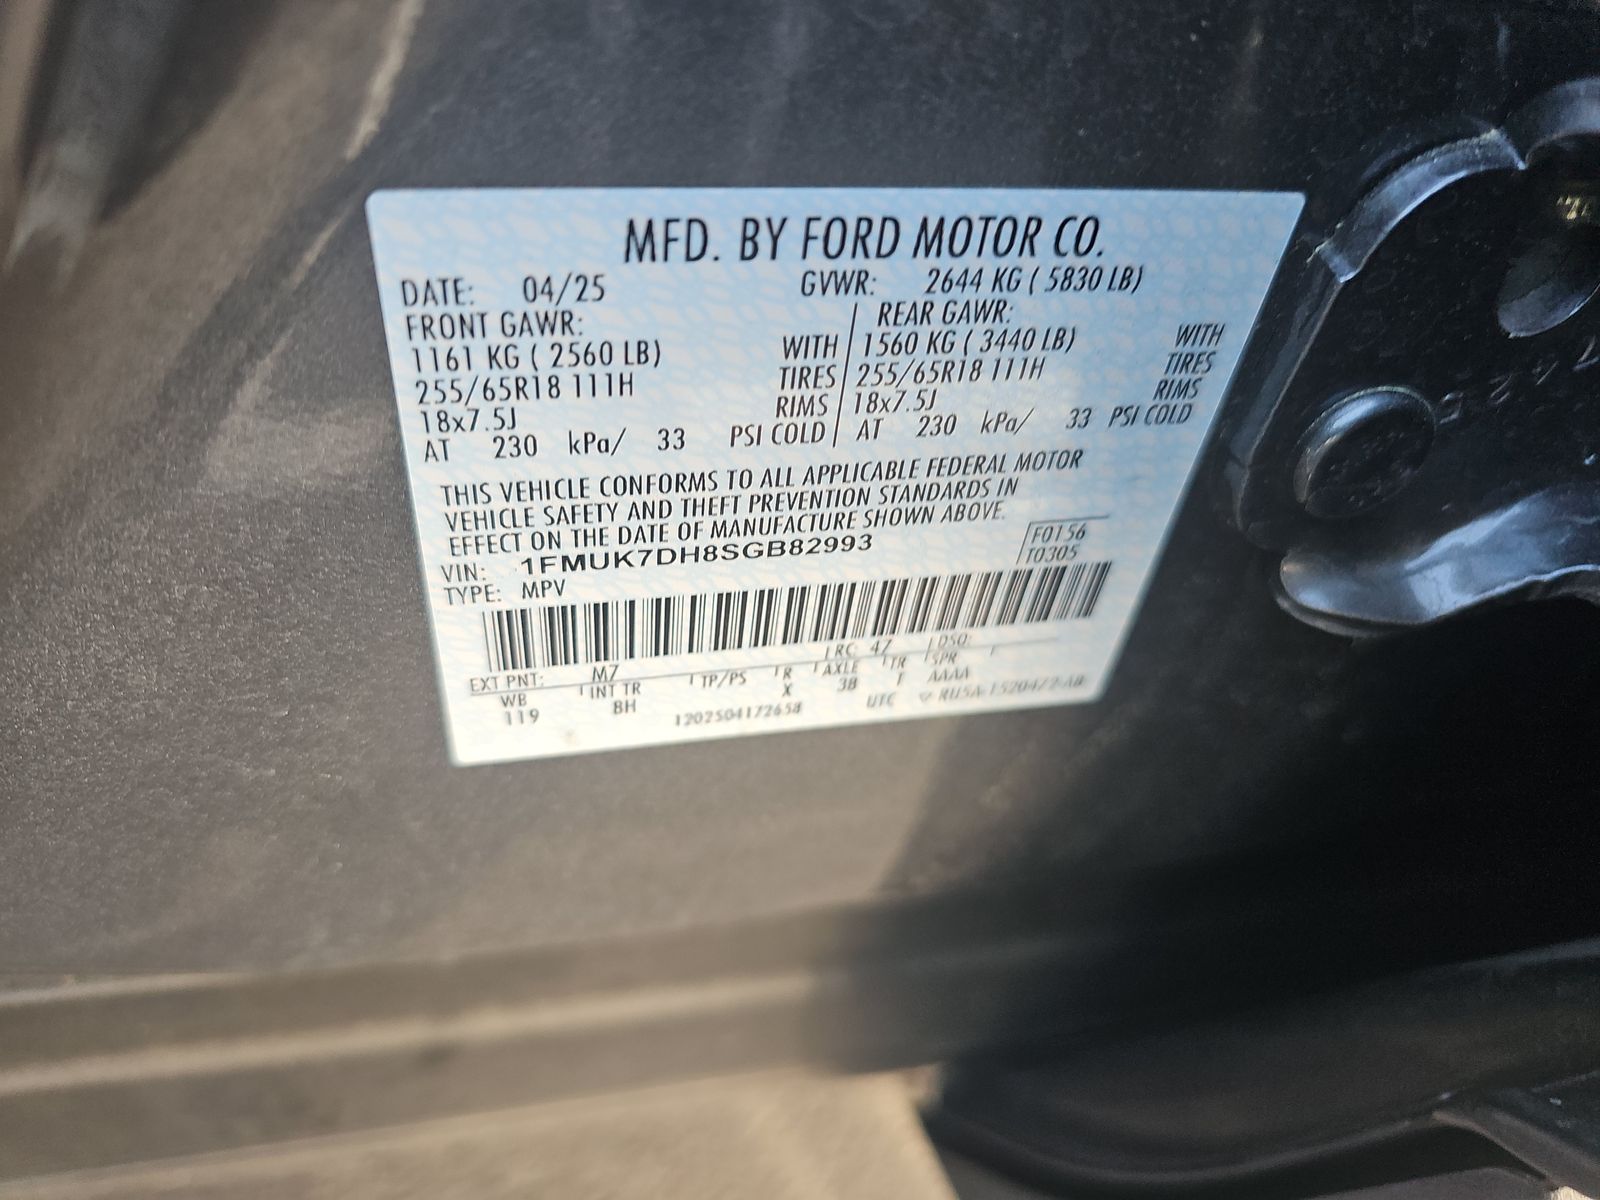 MFD. BY FORD MOTOR CO.
DATE: 04/25 GVWR: 2644 KG ( 5830 LB)
FRONT GAWR: REAR GAWR:
1161 KG ( 2560 LB) WITH 1560 KG ( 3440 LB) WITH
255/65R18 111H TIRES 255/65R18 111H TIRES
18x7.5J RIMS 18x7.5J RIMS
AT 230 kPa/ 33 PSI COLD AT 230 kPa/ 33 PSI COLD
THIS VEHICLE CONFORMS TO ALL APPLICABLE FEDERAL MOTOR
VEHICLE SAFETY AND THEFT PREVENTION STANDARDS IN
EFFECT ON THE DATE OF MANUFACTURE SHOWN ABOVE.
VIN: 1FMUK7DH8SGB82993 F0156
TYPE: MPV T0305
EXT PNT: M7 RC: 47 DSO:
WB INT TR TP/PS R AXLE TR SPR
119 8H X 38 AAAA
1202504172658 UTC